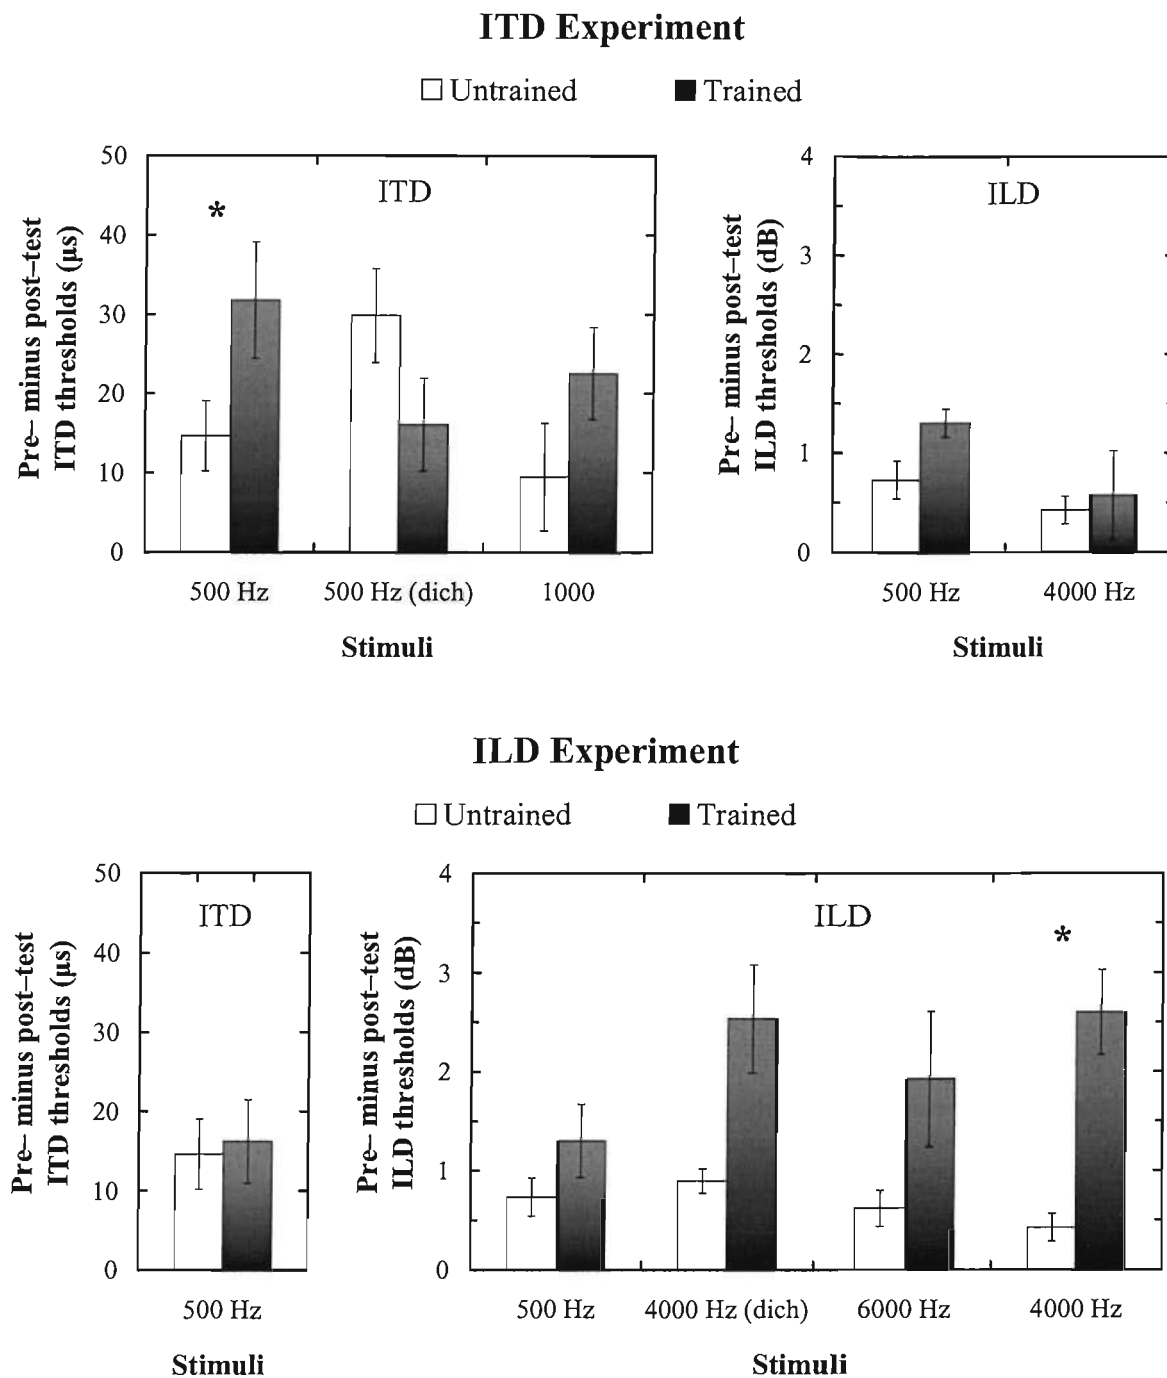 ITD Experiment
Untrained
Trained
Pre– minus post–test
ITD thresholds (μs)
50
40
30
20
10
0
ITD
*
500 Hz
500 Hz (dich)
1000
Stimuli
Pre– minus post–test
ILD thresholds (dB)
4
3
2
1
0
ILD
500 Hz
4000 Hz
Stimuli
ILD Experiment
Untrained
Trained
Pre– minus post–test
ITD thresholds (μs)
50
40
30
20
10
0
ITD
500 Hz
Stimuli
Pre– minus post–test
ILD thresholds (dB)
4
3
2
1
0
ILD
*
500 Hz
4000 Hz (dich)
6000 Hz
4000 Hz
Stimuli